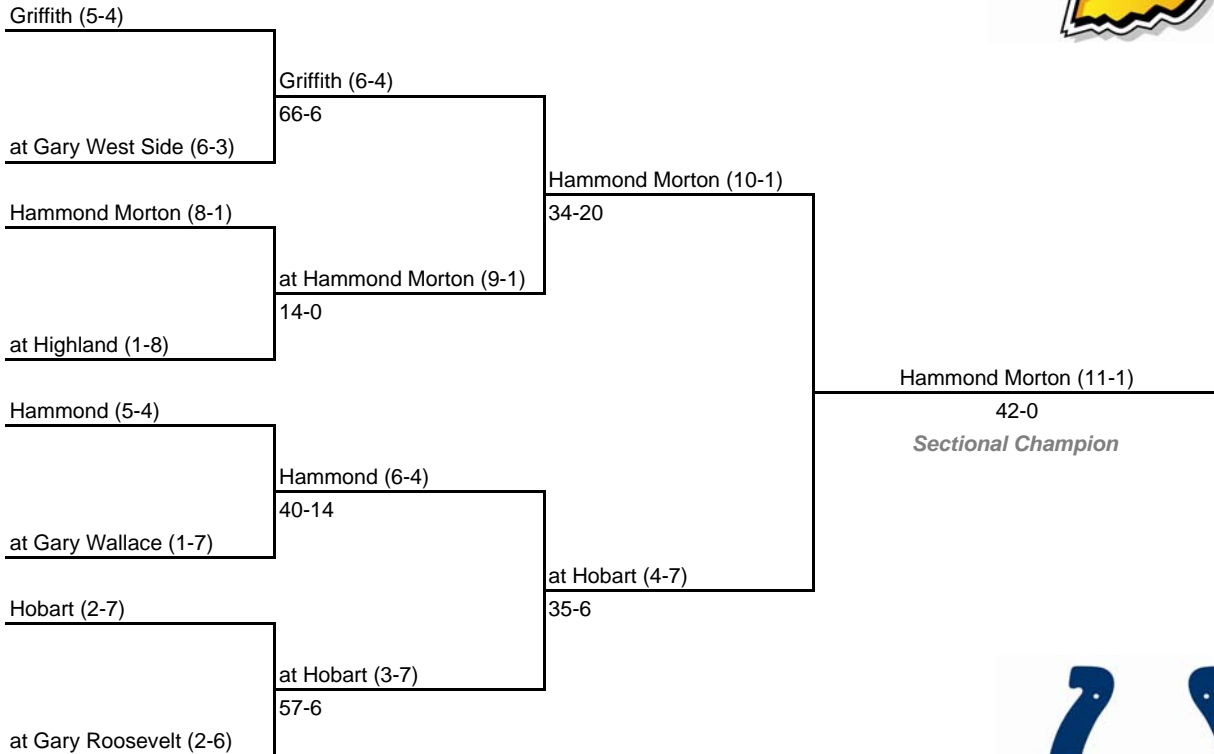 Griffith (5-4)
Griffith (6-4)
66-6
at Gary West Side (6-3)
Hammond Morton (10-1)
34-20
Hammond Morton (8-1)
at Hammond Morton (9-1)
14-0
at Highland (1-8)
Hammond Morton (11-1)
42-0
Sectional Champion
Hammond (5-4)
Hammond (6-4)
40-14
at Gary Wallace (1-7)
at Hobart (4-7)
35-6
Hobart (2-7)
at Hobart (3-7)
57-6
at Gary Roosevelt (2-6)